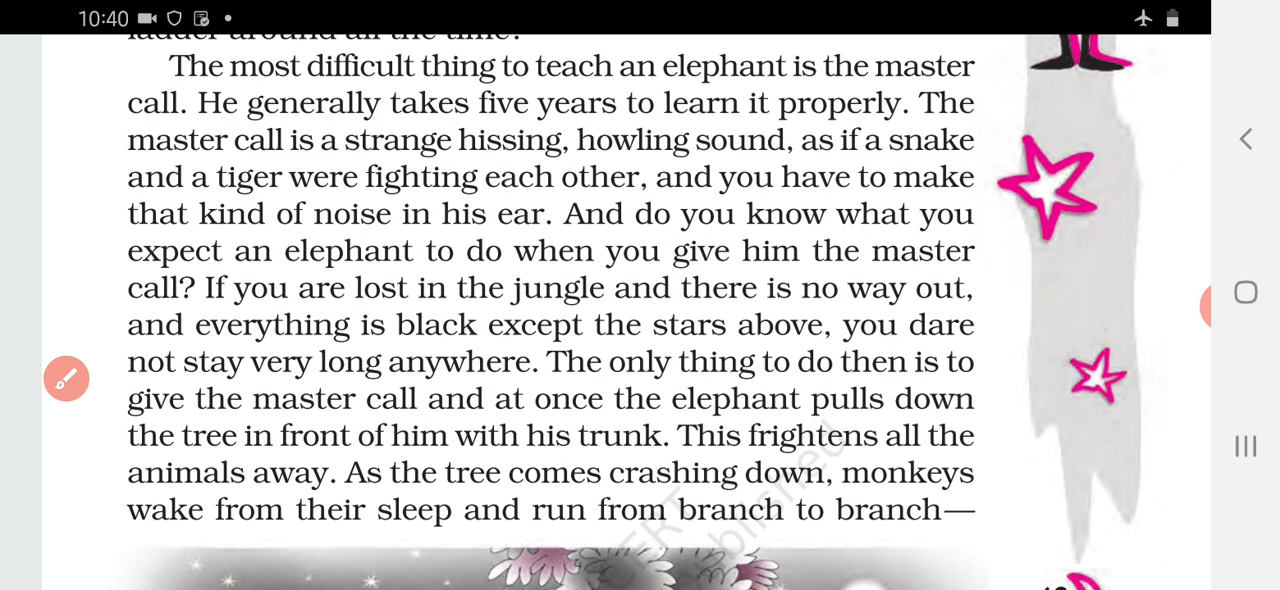 10:40
ladder around all the time?
The most difficult thing to teach an elephant is the master
call. He generally takes five years to learn it properly. The
master call is a strange hissing, howling sound, as if a snake
and a tiger were fighting each other, and you have to make
that kind of noise in his ear. And do you know what you
expect an elephant to do when you give him the master
call? If you are lost in the jungle and there is no way out,
and everything is black except the stars above, you dare
not stay very long anywhere. The only thing to do then is to
give the master call and at once the elephant pulls down
the tree in front of him with his trunk. This frightens all the
animals away. As the tree comes crashing down, monkeys
wake from their sleep and run from branch to branch—